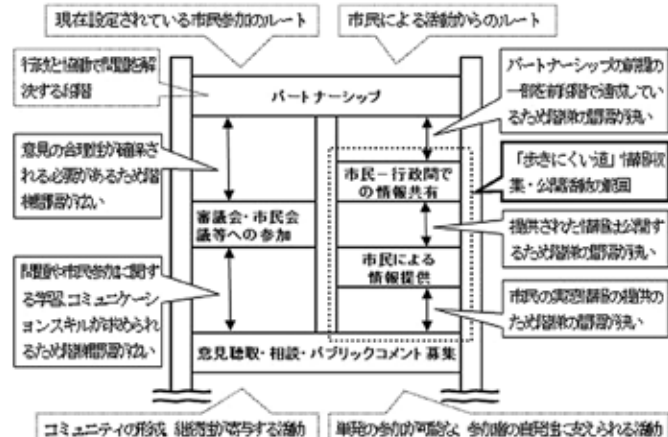 現在設定されている市民参加のルート
市民による活動からのルート
行政と協働で問題を解
決する段階
パートナーシップ
パートナーシップの前提の
一部を前段階で達成してい
るため階梯の間隔が狭い
意見の合理性が確保さ
れる必要があるため階
梯間隔が広い
市民－行政間で
の情報共有
「歩きにくい道」情報収
集・公開活動の範囲
審議会・市民会
議等への参加
提供された情報は公開する
ため階梯の間隔が狭い
市民による
情報提供
問題や市民参加に関す
る学習、コミュニケーシ
ョンスキルが求められ
るため階梯間隔が広い
市民の実感情報の提供の
ため階梯の間隔が狭い
意見聴取・相談・パブリックコメント募集
コミュニティの形成、継続性が寄与する活動
単発の参加が可能な、参加者の自発性に支えられる活動